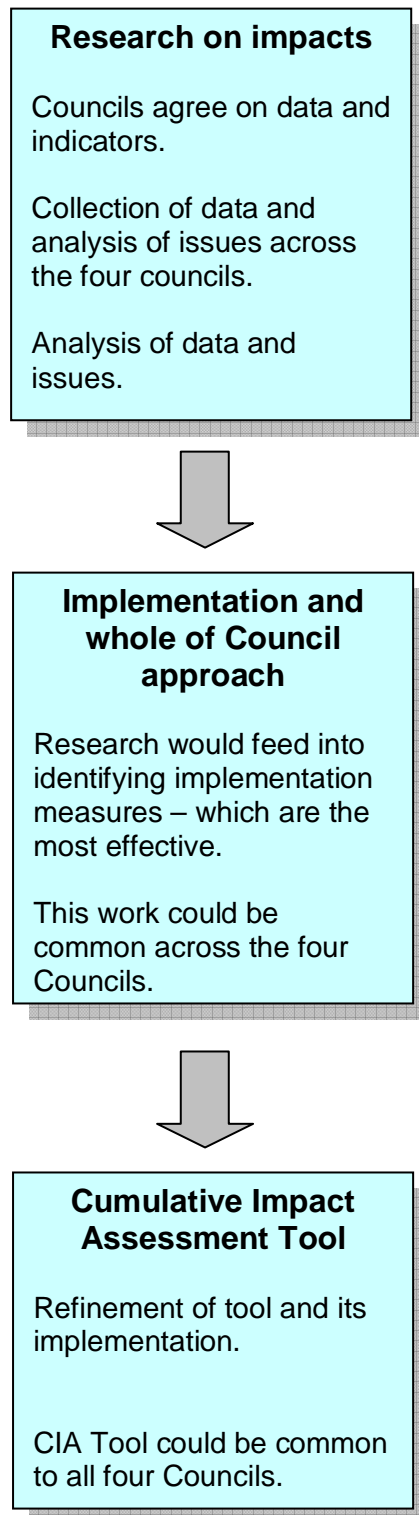 Research on impacts
Councils agree on data and
indicators.
Collection of data and
analysis of issues across
the four councils.
Analysis of data and
issues.
Implementation and
whole of Council
approach
Research would feed into
identifying implementation
measures – which are the
most effective.
This work could be
common across the four
Councils.
Cumulative Impact
Assessment Tool
Refinement of tool and its
implementation.
CIA Tool could be common
to all four Councils.